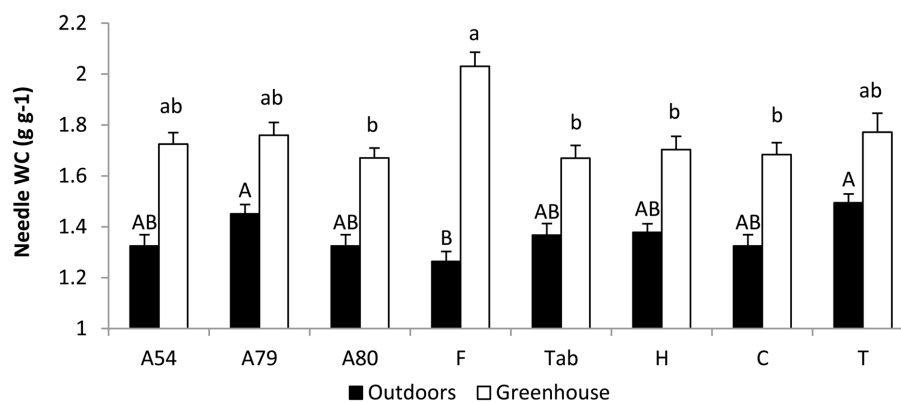 Needle WC (g g-1)
2.2
2
1.8
1.6
1.4
1.2
1
ab
ab
b
a
b
b
b
ab
AB
A
AB
B
AB
AB
AB
A
A54 A79 A80 F Tab H C T
Outdoors Greenhouse